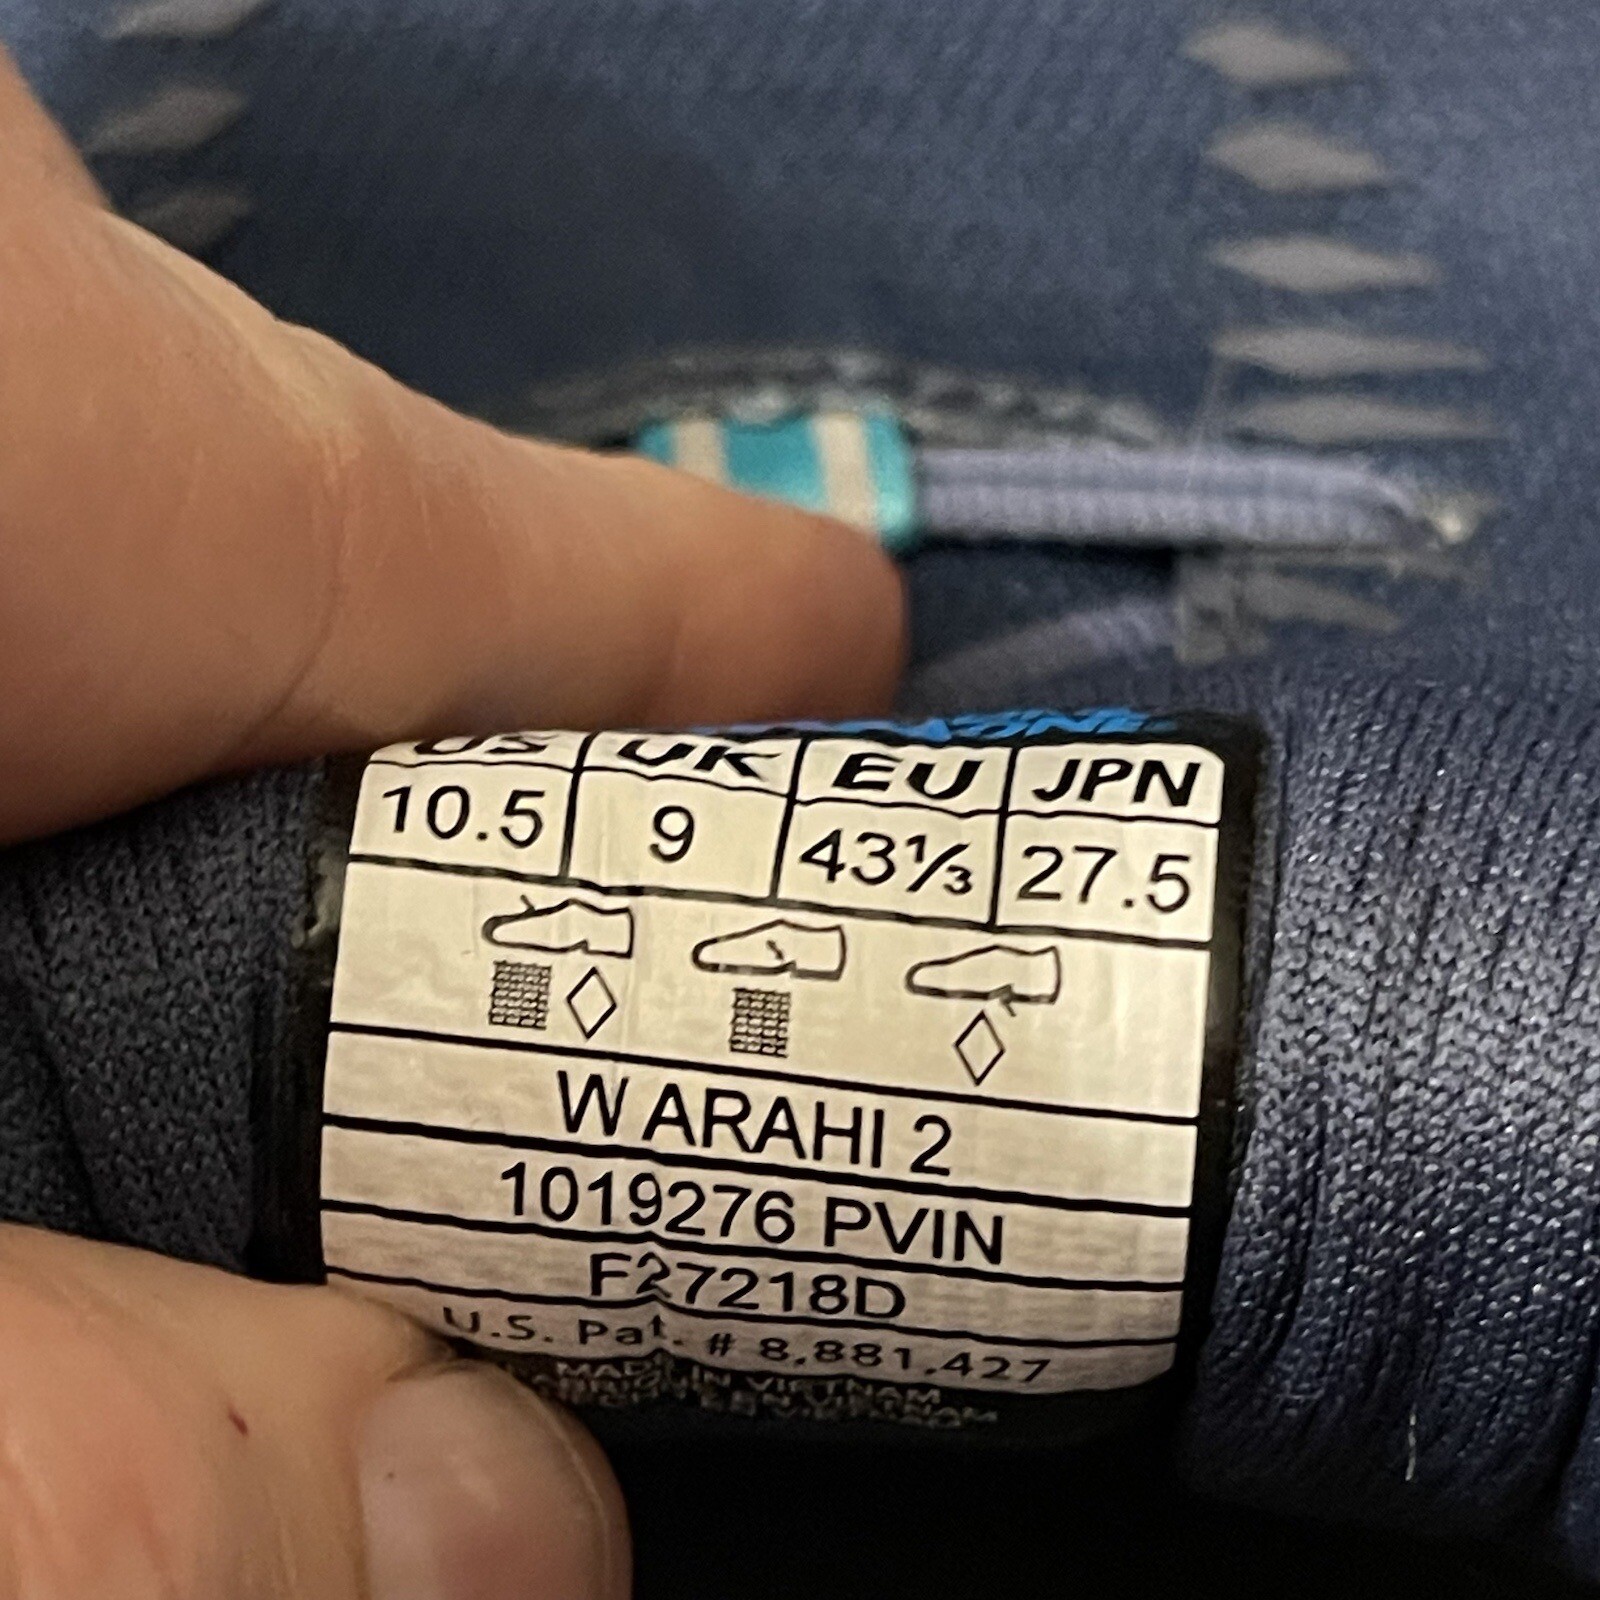 US UK EU JPN
10.5 9 43⅓ 27.5
W ARAHI 2
1019276 PVIN
F27218D
U.S. Pat. # 8,881,427
MADE IN VIETNAM